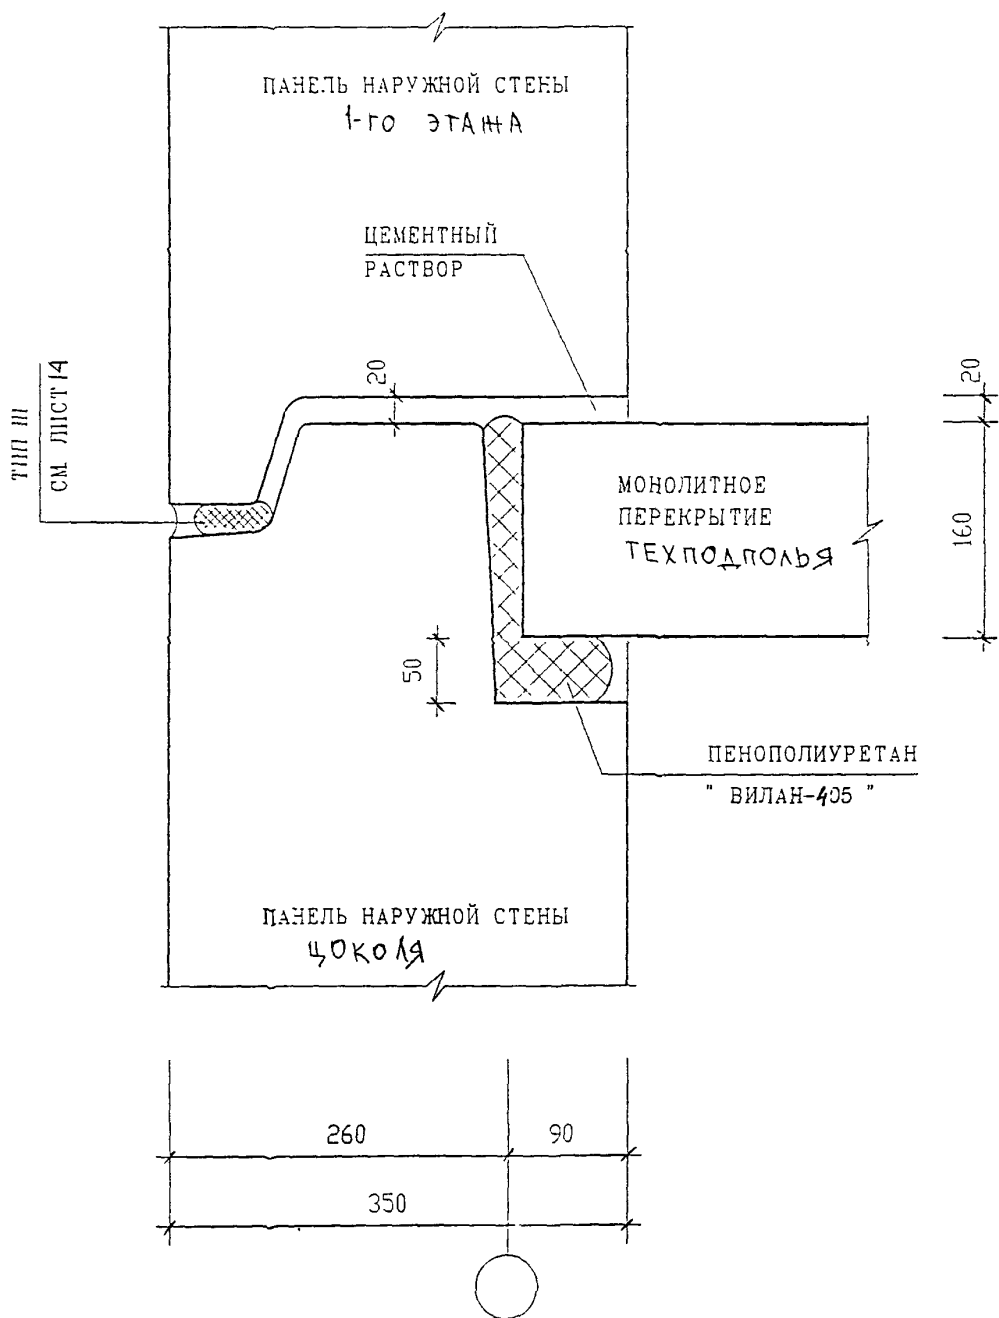 ПАНЕЛЬ НАРУЖНОЙ СТЕНЫ
1-ГО ЭТАЖА
ЦЕМЕНТНЫЙ
РАСТВОР
ТИП III
СМ. ЛИСТ 14
20
20
МОНОЛИТНОЕ
ПЕРЕКРЫТИЕ
ТЕХПОДПОЛЬЯ
160
50
ПЕНОПОЛИУРЕТАН
" ВИЛАН-405 "
ПАНЕЛЬ НАРУЖНОЙ СТЕНЫ
ЦОКОЛЯ
260
90
350